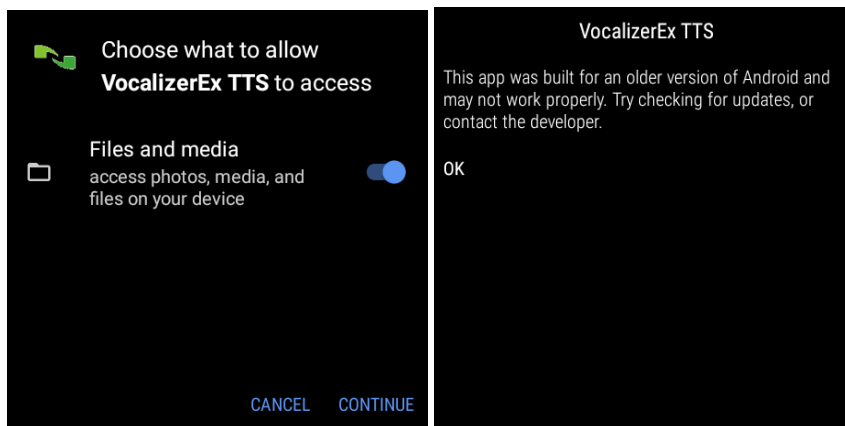 Choose what to allow
VocalizerEx TTS to access
Files and media
access photos, media, and
files on your device
CANCEL CONTINUE
VocalizerEx TTS
This app was built for an older version of Android and
may not work properly. Try checking for updates, or
contact the developer.
OK